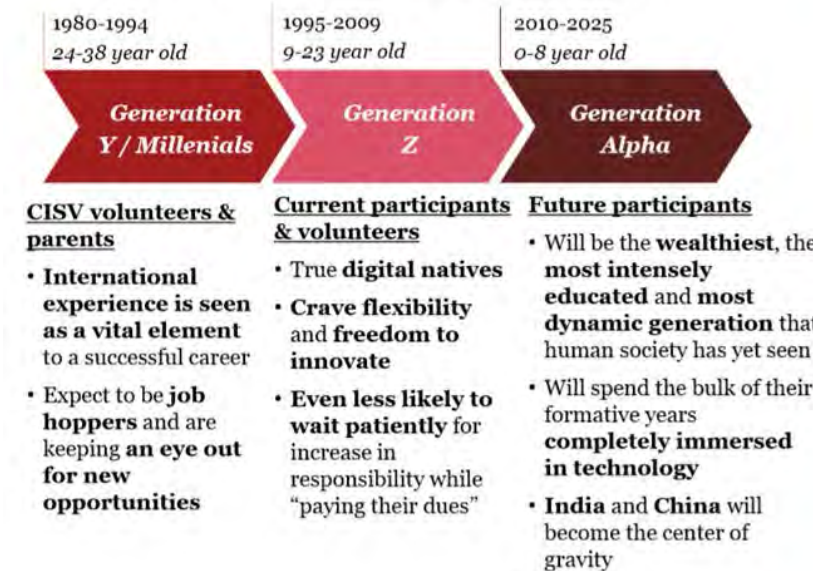 1980-1994
24-38 year old
Generation
Y / Millenials
CISV volunteers &
parents
• International
experience is seen
as a vital element
to a successful career
• Expect to be job
hoppers and are
keeping an eye out
for new
opportunities
1995-2009
9-23 year old
Generation
Z
Current participants
& volunteers
• True digital natives
• Crave flexibility
and freedom to
innovate
• Even less likely to
wait patiently for
increase in
responsibility while
“paying their dues”
2010-2025
0-8 year old
Generation
Alpha
Future participants
• Will be the wealthiest, the
most intensely
educated and most
dynamic generation that
human society has yet seen
• Will spend the bulk of their
formative years
completely immersed
in technology
• India and China will
become the center of
gravity